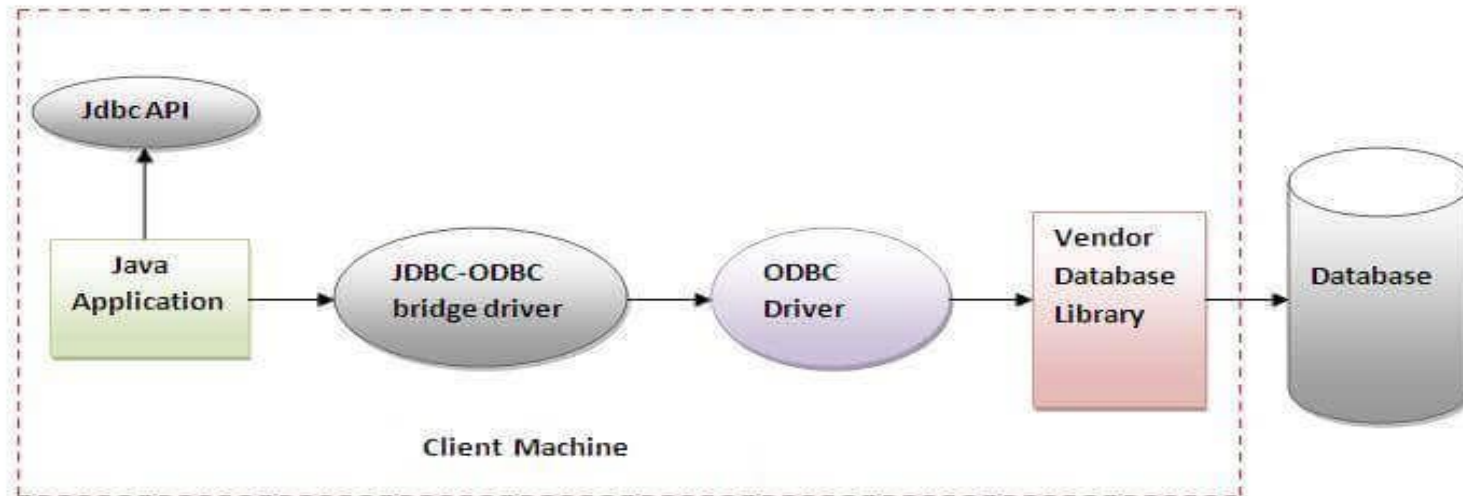 Jdbc API
Java
Application
JDBC-ODBC
bridge driver
ODBC
Driver
Vendor
Database
Library
Database
Client Machine